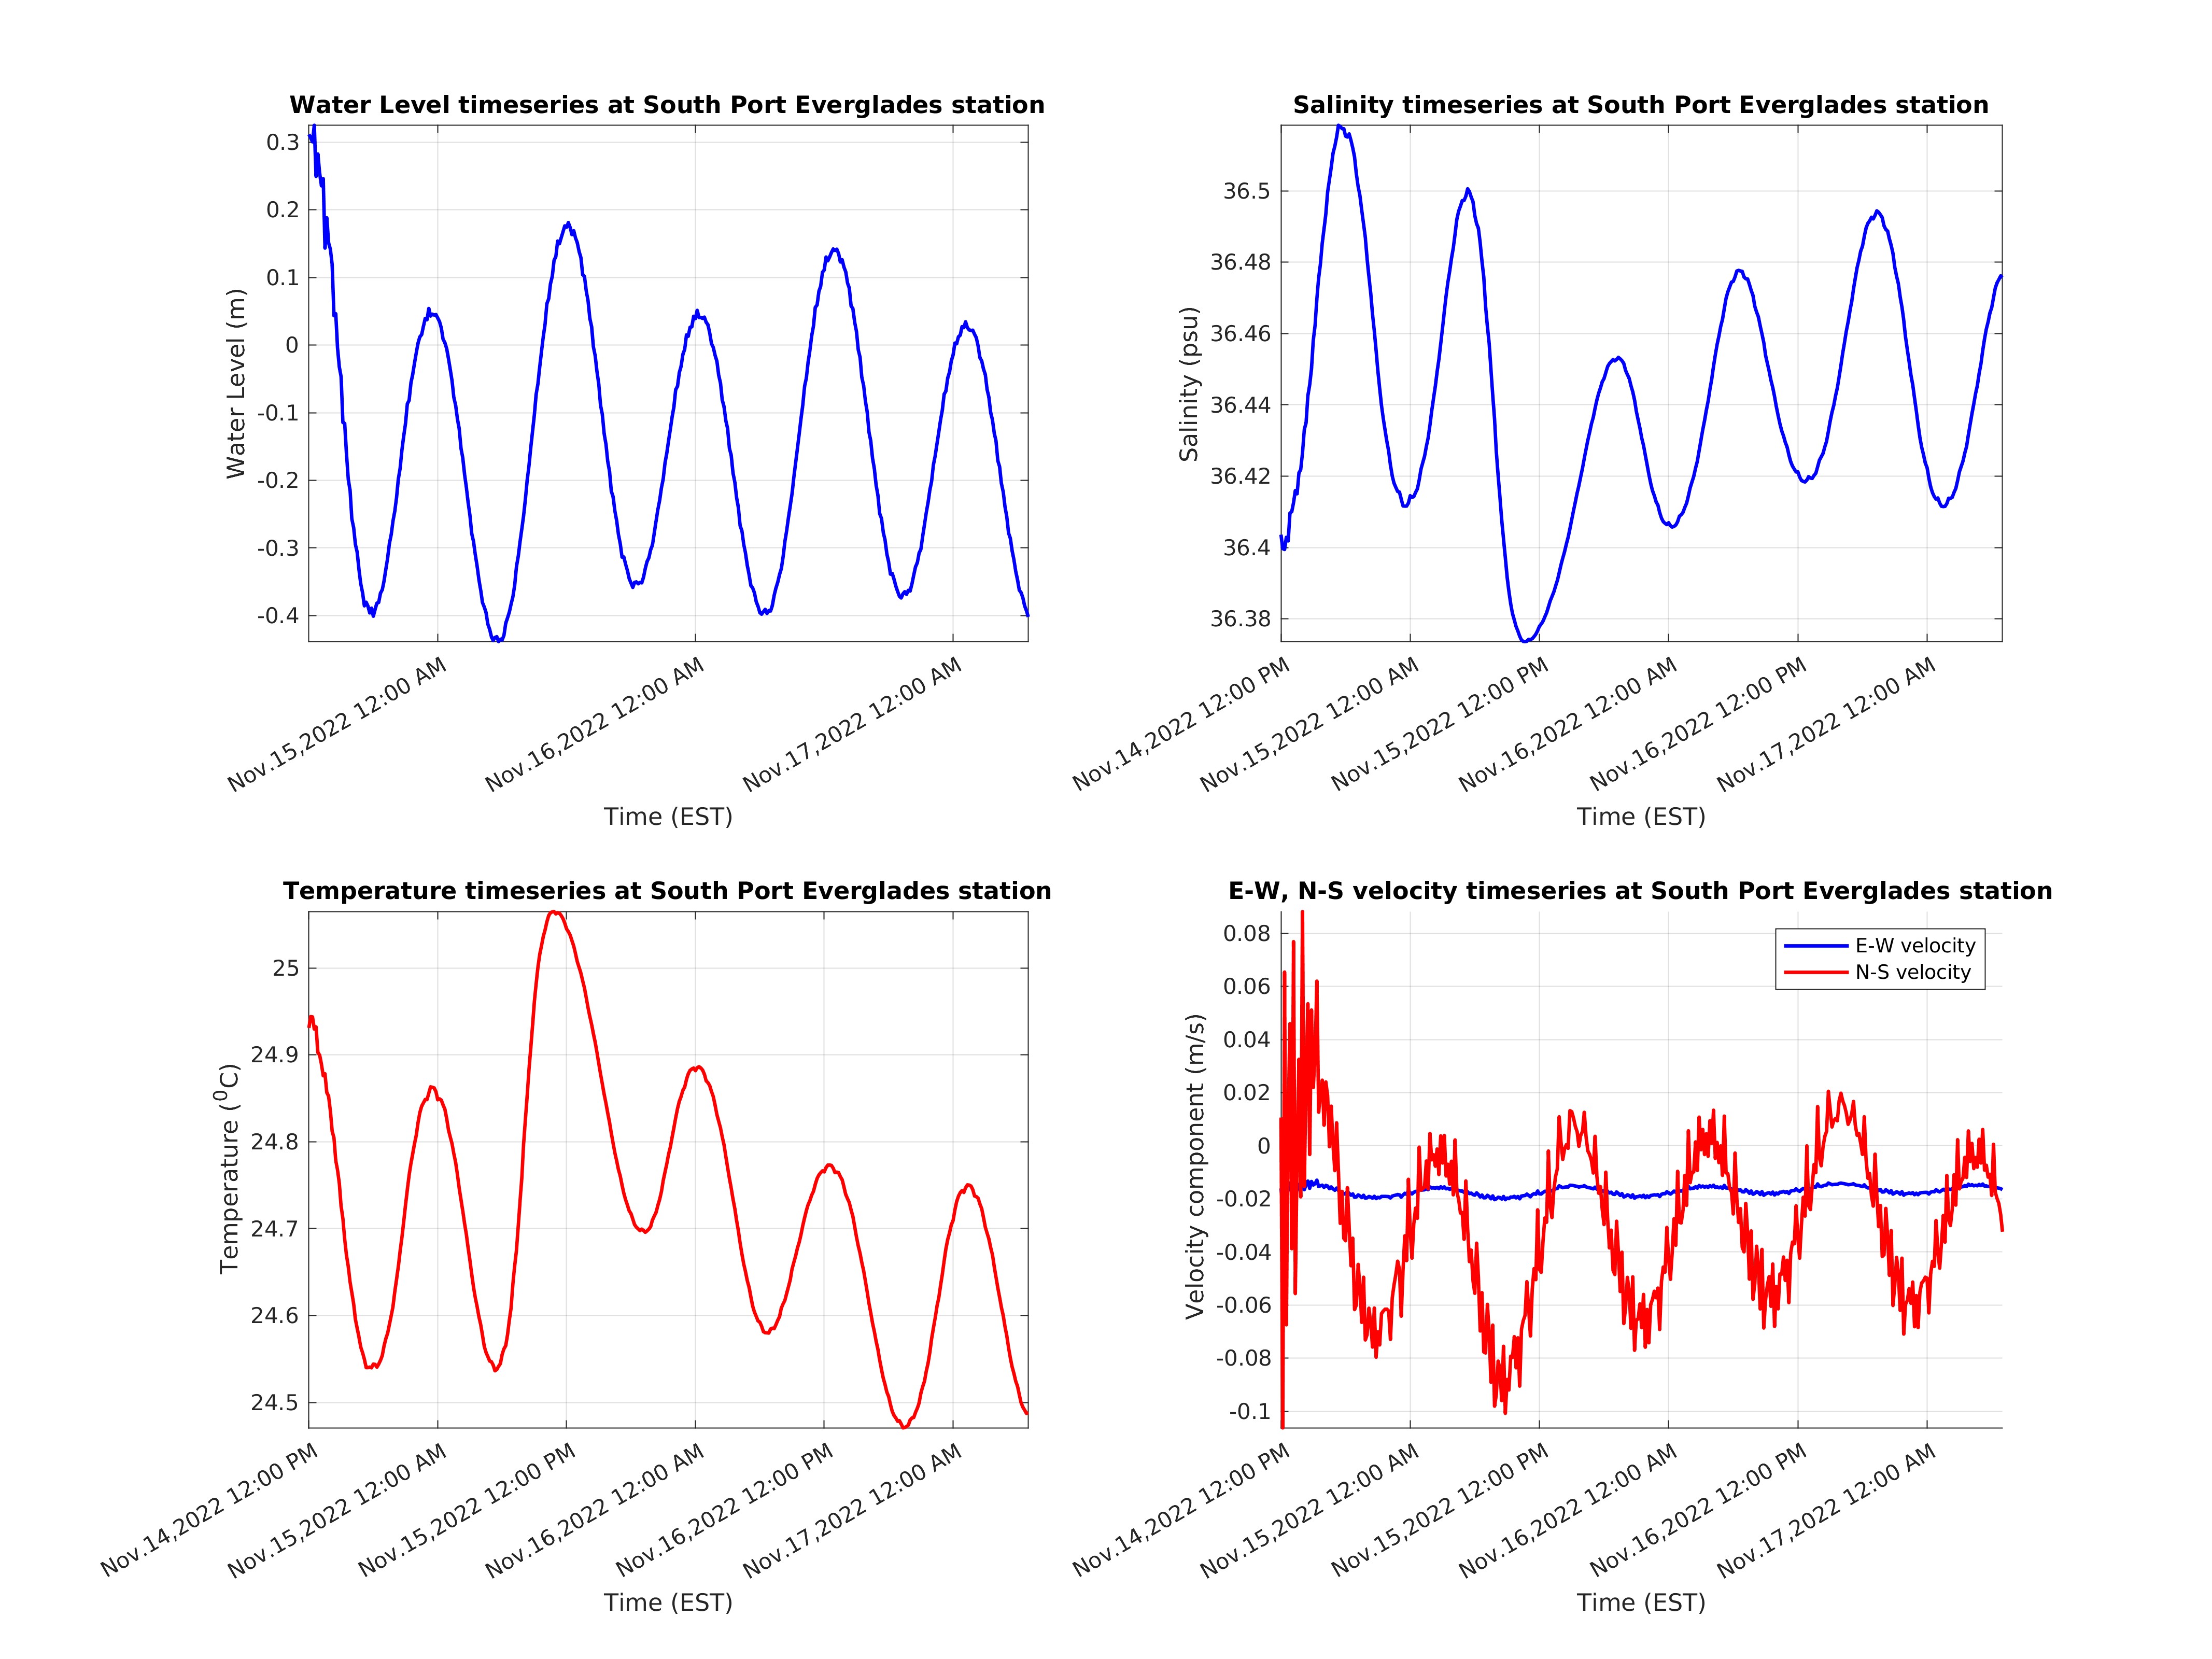 Water Level timeseries at South Port Everglades station
0.3
0.2
0.1
0
-0.1
-0.2
-0.3
-0.4
Water Level (m)
Nov.15,2022 12:00 AM
Nov.16,2022 12:00 AM
Nov.17,2022 12:00 AM
Time (EST)
Salinity timeseries at South Port Everglades station
36.5
36.48
36.46
36.44
36.42
36.4
36.38
Salinity (psu)
Nov.14,2022 12:00 PM
Nov.15,2022 12:00 AM
Nov.15,2022 12:00 PM
Nov.16,2022 12:00 AM
Nov.16,2022 12:00 PM
Nov.17,2022 12:00 AM
Time (EST)
Temperature timeseries at South Port Everglades station
25
24.9
24.8
24.7
24.6
24.5
Temperature (⁰C)
Nov.14,2022 12:00 PM
Nov.15,2022 12:00 AM
Nov.15,2022 12:00 PM
Nov.16,2022 12:00 AM
Nov.16,2022 12:00 PM
Nov.17,2022 12:00 AM
Time (EST)
E-W, N-S velocity timeseries at South Port Everglades station
E-W velocity
N-S velocity
0.08
0.06
0.04
0.02
0
-0.02
-0.04
-0.06
-0.08
-0.1
Velocity component (m/s)
Nov.14,2022 12:00 PM
Nov.15,2022 12:00 AM
Nov.15,2022 12:00 PM
Nov.16,2022 12:00 AM
Nov.16,2022 12:00 PM
Nov.17,2022 12:00 AM
Time (EST)